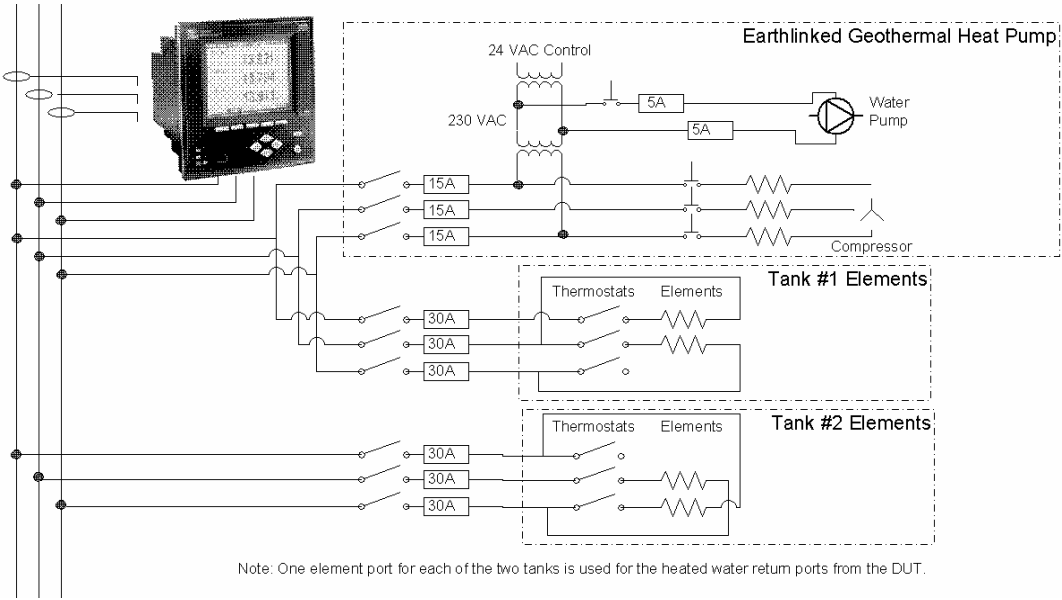 Earthlinked Geothermal Heat Pump
24 VAC Control
5A
Water
Pump
230 VAC
5A
15A
15A
15A
Compressor
Tank #1 Elements
Thermostats Elements
30A
30A
30A
Tank #2 Elements
Thermostats Elements
30A
30A
30A
Note: One element port for each of the two tanks is used for the heated water return ports from the DUT.